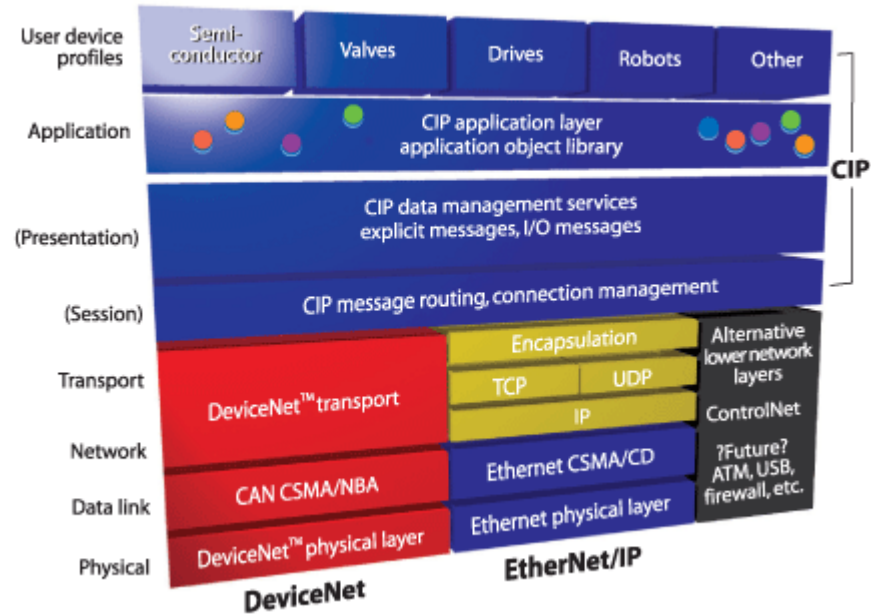 User device
profiles
Semi-
conductor
Valves
Drives
Robots
Other
Application
CIP application layer
application object library
CIP
(Presentation)
CIP data management services
explicit messages, I/O messages
(Session)
CIP message routing, connection management
Transport
DeviceNet™ transport
Encapsulation
TCP
UDP
IP
Alternative
lower network
layers
ControlNet
?Future?
ATM, USB,
firewall, etc.
Network
Data link
CAN CSMA/NBA
Ethernet CSMA/CD
Physical
DeviceNet™ physical layer
Ethernet physical layer
DeviceNet
EtherNet/IP